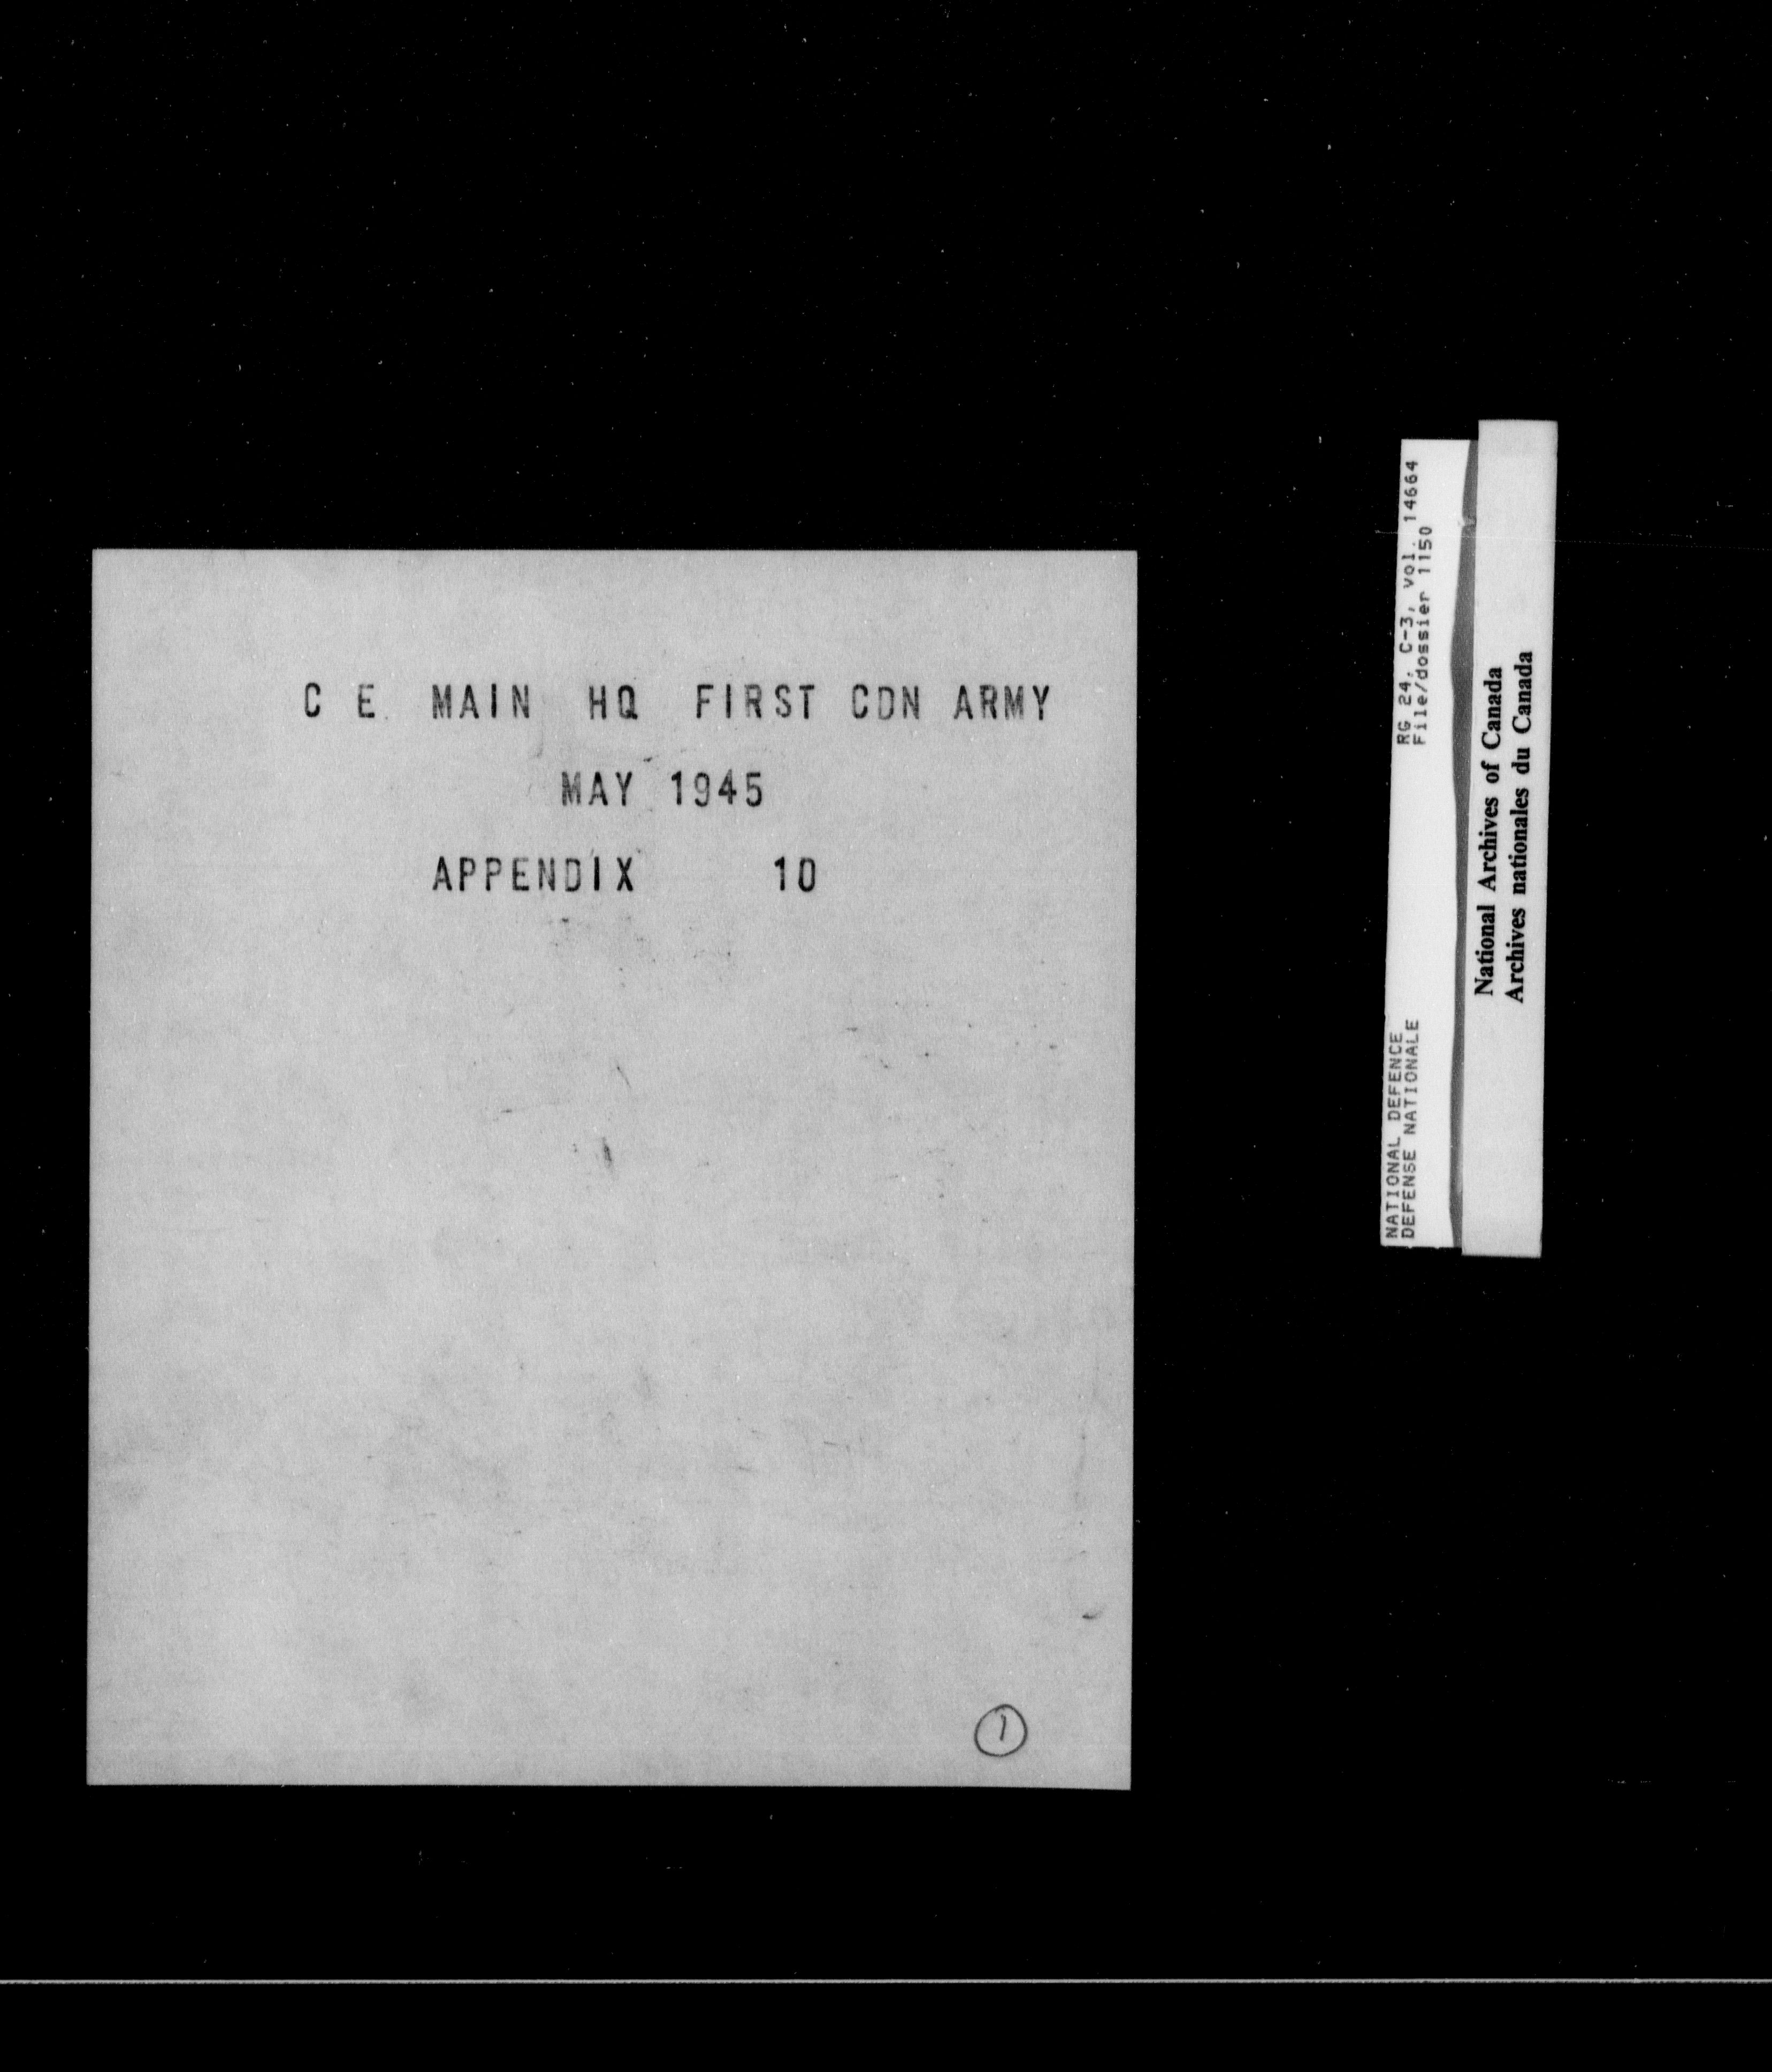 C E MAIN HQ FIRST CDN ARMY
MAY 1945
APPENDIX 10
1
NATIONAL DEFENCE
DEFENSE NATIONALE
RG 24, C-3, vol. 14664
File/dossier 1150
National Archives of Canada
Archives nationales du Canada